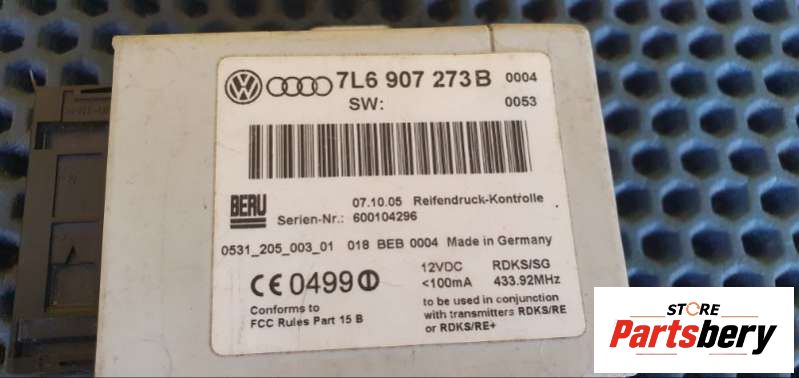 7L6 907 273 B 0004
SW: 0053
BERU
07.10.05 Reifendruck-Kontrolle
Serien-Nr.: 600104296
0531_205_003_01 018 BEB 0004 Made in Germany
CE 0499
12VDC RDKS/SG
<100mA 433.92MHz
Conforms to
FCC Rules Part 15 B
to be used in conjunction
with transmitters RDKS/RE
or RDKS/RE+
STORE
Partsbery